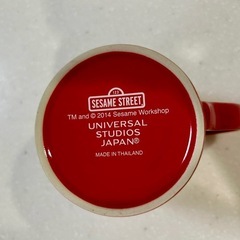 SESAME STREET
TM and © 2014 Sesame Workshop
UNIVERSAL
STUDIOS
JAPAN®
MADE IN THAILAND